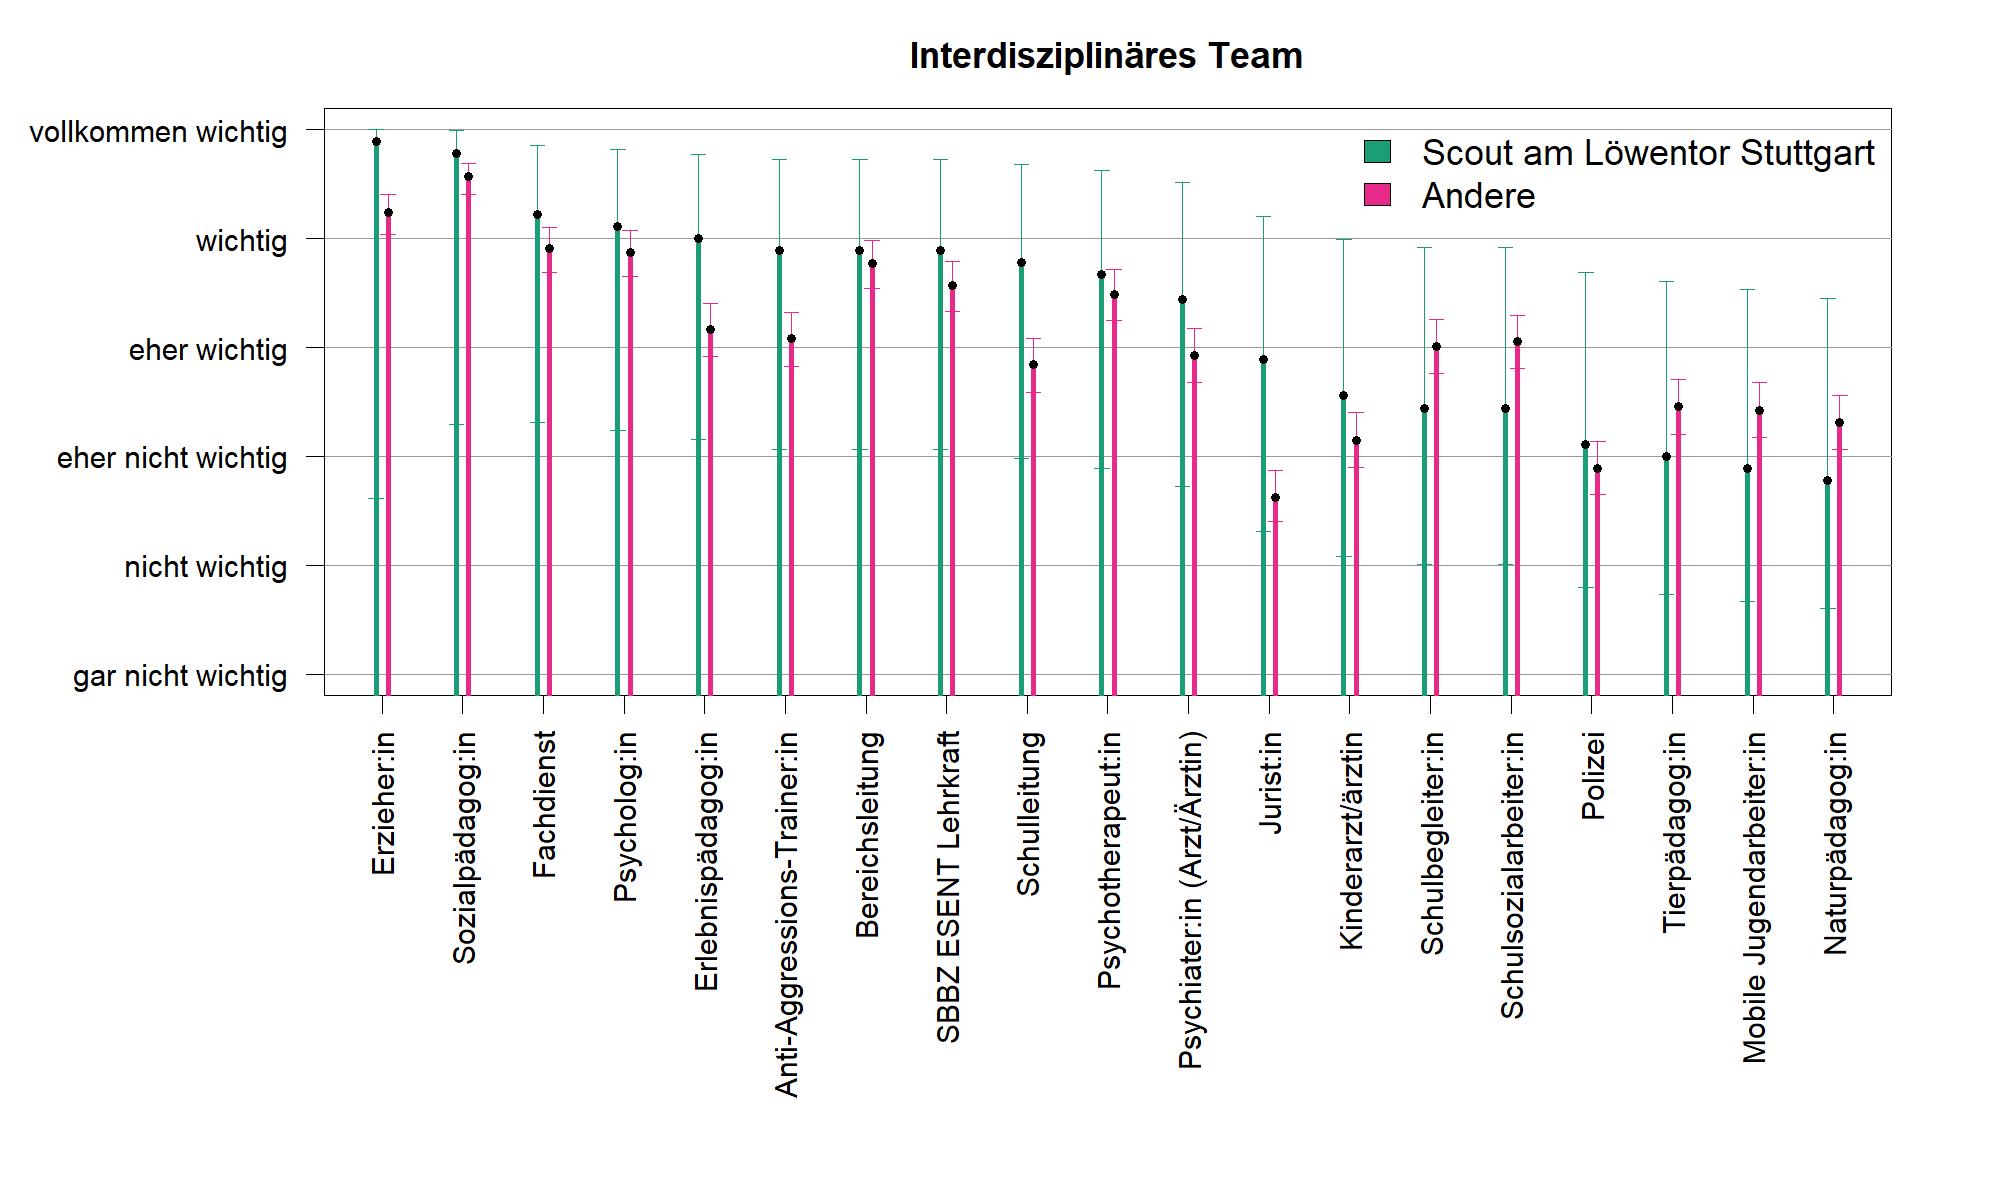 Interdisziplinäres Team
vollkommen wichtig
wichtig
eher wichtig
eher nicht wichtig
nicht wichtig
gar nicht wichtig
Scout am Löwentor Stuttgart
Andere
Erzieher:in
Sozialpädagog:in
Fachdienst
Psycholog:in
Erlebnispädagog:in
Anti-Aggressions-Trainer:in
Bereichsleitung
SBBZ ESENT Lehrkraft
Schulleitung
Psychotherapeut:in
Psychiater:in (Arzt/Ärztin)
Jurist:in
Kinderarzt/ärztin
Schulbegleiter:in
Schulsozialarbeiter:in
Polizei
Tierpädagog:in
Mobile Jugendarbeiter:in
Naturpädagog:in